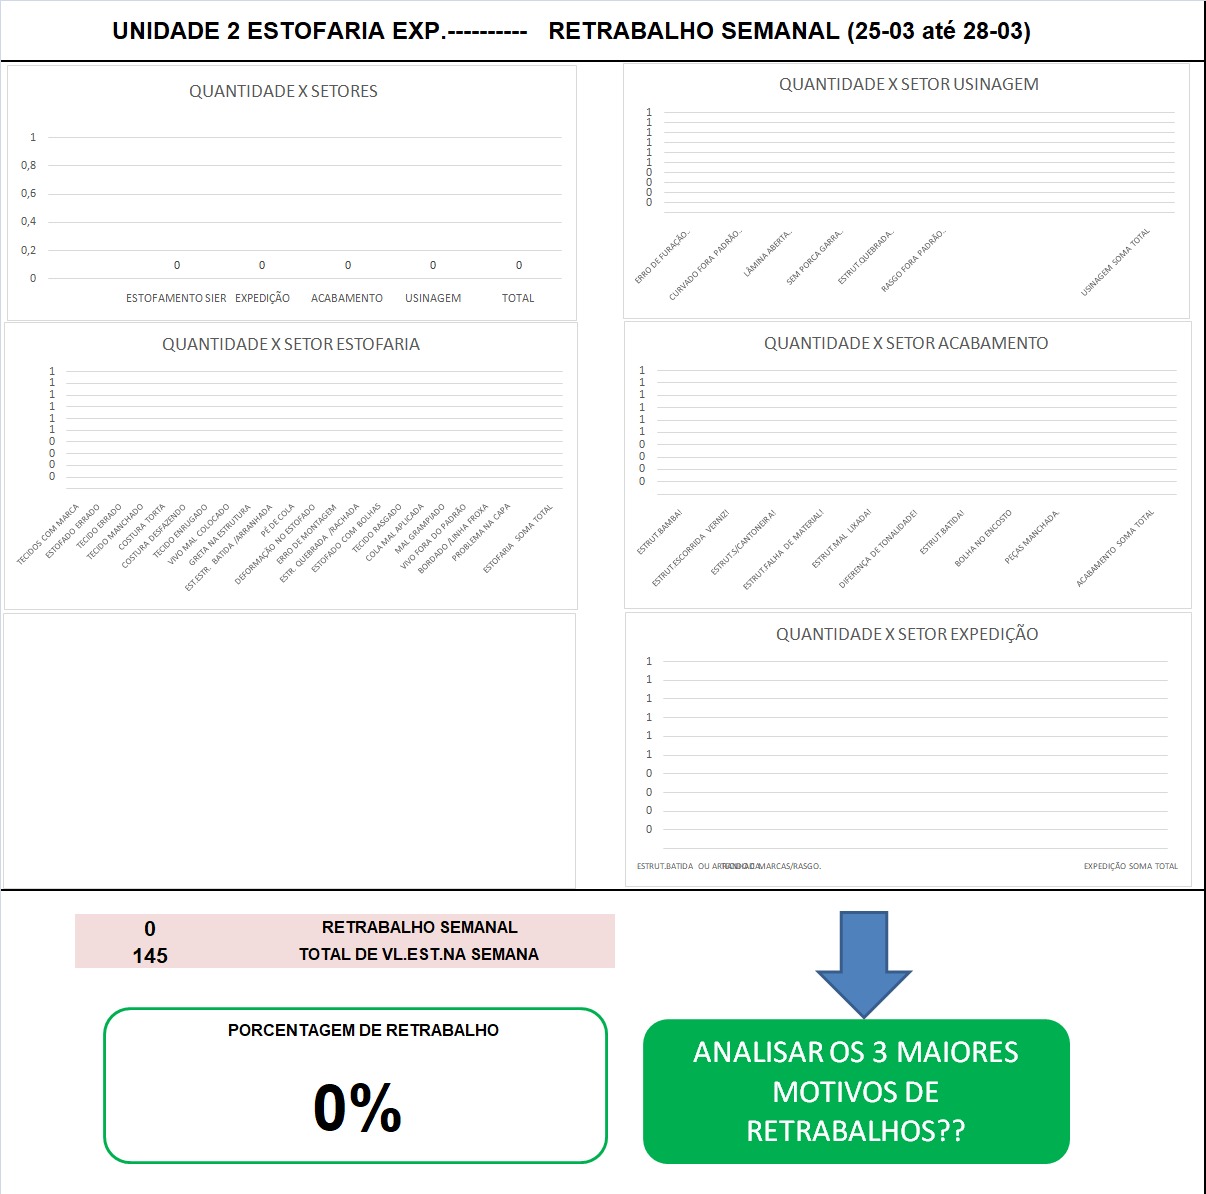 UNIDADE 2 ESTOFARIA EXP.---------- RETRABALHO SEMANAL (25-03 até 28-03)
QUANTIDADE X SETORES
1
0,8
0,6
0,4
0,2
0
0 0 0 0 0
ESTOFAMENTO SIER EXPEDIÇÃO ACABAMENTO USINAGEM TOTAL
QUANTIDADE X SETOR USINAGEM
1
1
1
1
1
1
0
0
0
0
ERRO DE FURAÇÃO..
CURVADO FORA PADRÃO..
LÂMINA ABERTA..
SEM PORCA GARRA..
ESTRUT.QUEBRADA..
RASGO FORA PADRÃO..
USINAGEM SOMA TOTAL
QUANTIDADE X SETOR ESTOFARIA
1
1
1
1
1
1
0
0
0
0
TECIDOS COM MARCA
ESTOFADO ERRADO
TECIDO ERRADO
TECIDO MANCHADO
COSTURA TORTA
COSTURA DESFAZENDO
TECIDO ENRUGADO
VIVO MAL COLOCADO
GRETA NA ESTRUTURA
EST.ESTR. BATIDA /ARRANHADA
PÉ DE COLA
DEFORMAÇÃO NO ESTOFADO
ERRO DE MONTAGEM
ESTR. QUEBRADA /RACHADA
ESTOFADO COM BOLHAS
TECIDO RASGADO
COLA MAL APLICADA
MAL GRAMPIADO
VIVO FORA DO PADRÃO
BORDADO /LINHA FROXA
PROBLEMA NA CAPA
ESTOFARIA SOMA TOTAL
QUANTIDADE X SETOR ACABAMENTO
1
1
1
1
1
1
0
0
0
0
ESTRUT.BAMBA!
ESTRUT.ESCORRIDA VERNIZ!
ESTRUT.S/CANTONEIRA!
ESTRUT.FALHA DE MATERIAL!
ESTRUT.MAL LIKADA!
DIFERENÇA DE TONALIDADE!
ESTRUT.BATIDA!
BOLHA NO ENCOSTO
PEÇAS MANCHADA.
ACABAMENTO SOMA TOTAL
QUANTIDADE X SETOR EXPEDIÇÃO
1
1
1
1
1
1
0
0
0
0
ESTRUT.BATIDA OU MARCAS/RASGO. EXPEDIÇÃO SOMA TOTAL
0 RETRABALHO SEMANAL
145 TOTAL DE VL.EST.NA SEMANA
PORCENTAGEM DE RETRABALHO
0%
ANALISAR OS 3 MAIORES
MOTIVOS DE
RETRABALHOS??